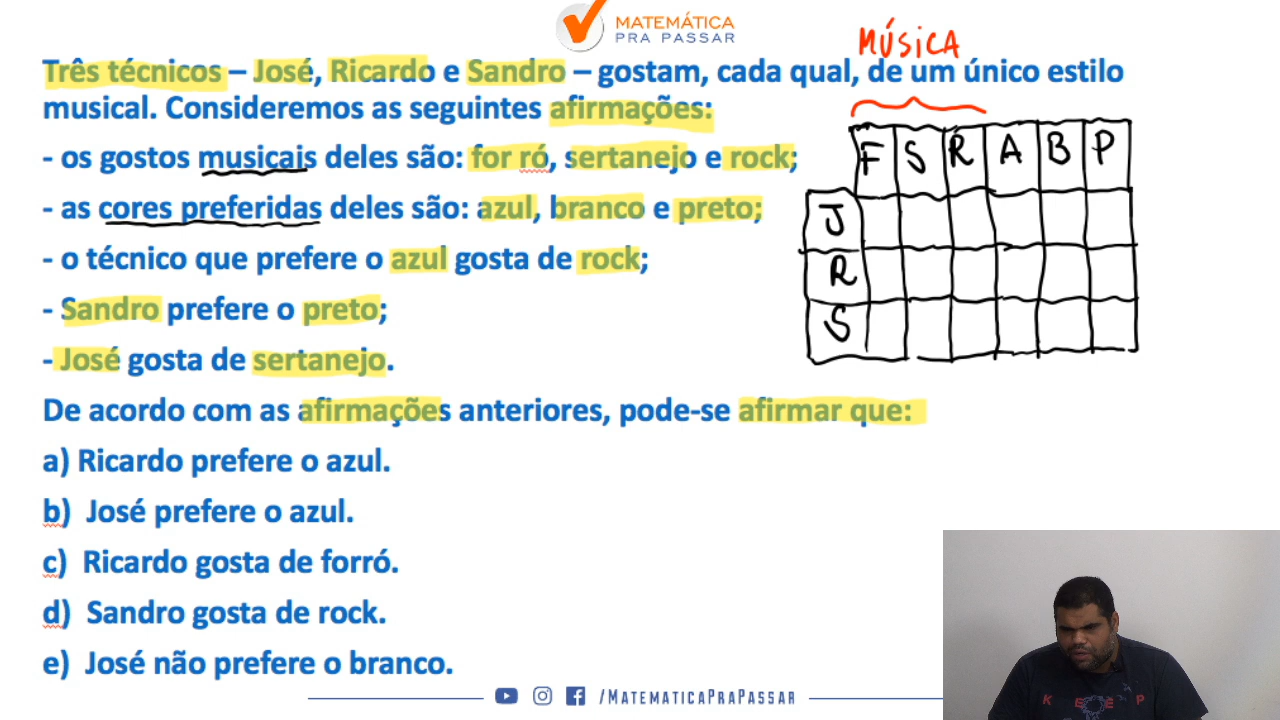 MATEMÁTICA
PRA PASSAR
MÚSICA
Três técnicos – José, Ricardo e Sandro – gostam, cada qual, de um único estilo
musical. Consideremos as seguintes afirmações:
- os gostos musicais deles são: for ró, sertanejo e rock;
- as cores preferidas deles são: azul, branco e preto;
- o técnico que prefere o azul gosta de rock;
- Sandro prefere o preto;
- José gosta de sertanejo.
De acordo com as afirmações anteriores, pode-se afirmar que:
a) Ricardo prefere o azul.
b) José prefere o azul.
c) Ricardo gosta de forró.
d) Sandro gosta de rock.
e) José não prefere o branco.
F S R A B P
J
R
S
/MATEMATICAPRAPASSAR
K E E P